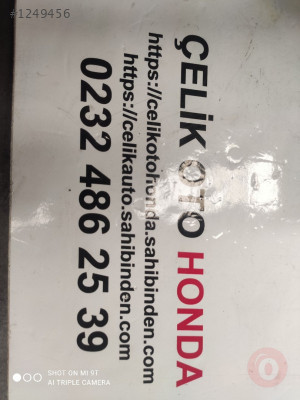 #1249456
ÇELİK OTO HONDA
https://celikotohonda.sahibinden.com
https://celikauto.sahibinden.com
0232 486 25 39
SHOT ON MI 9T
AI TRIPLE CAMERA